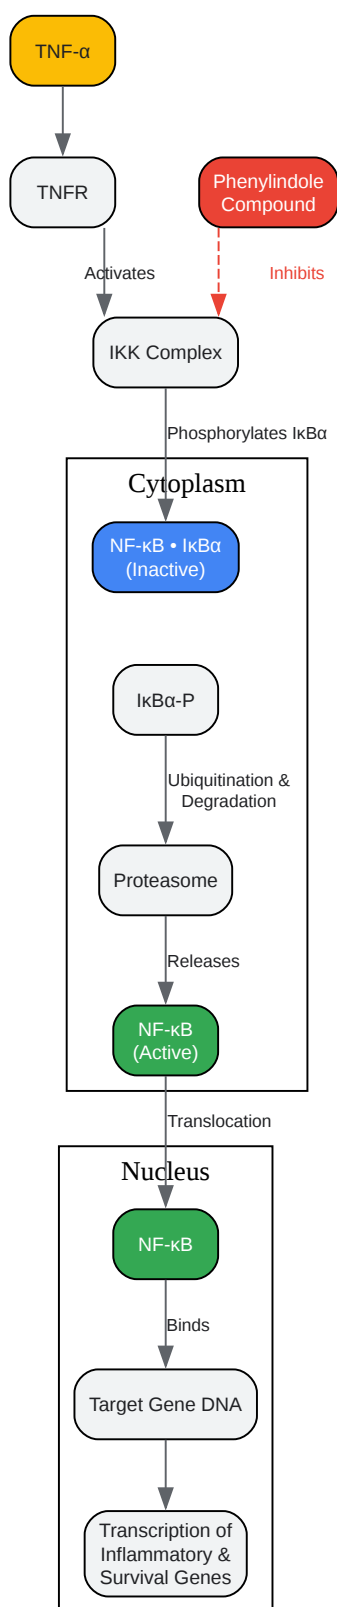 TNF-α
TNFR
Phenylindole
Compound
Activates
Inhibits
IKK Complex
Phosphorylates IκBα
Cytoplasm
NF-κB • IκBα
(Inactive)
IκBα-P
Ubiquitination &
Degradation
Proteasome
Releases
NF-κB
(Active)
Translocation
Nucleus
NF-κB
Binds
Target Gene DNA
Transcription of
Inflammatory &
Survival Genes